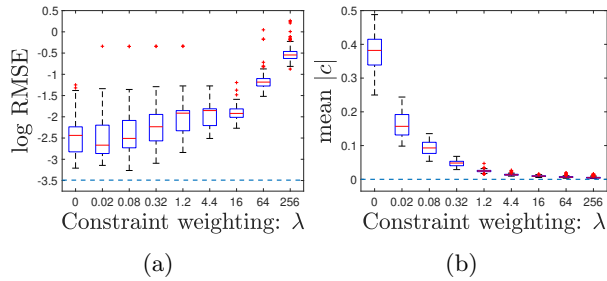 0
-0.5
-1
-1.5
-2
-2.5
-3
-3.5
log RMSE
0 0.02 0.08 0.32 1.2 4.4 16 64 256
Constraint weighting: λ
(a)
0.5
0.4
0.3
0.2
0.1
0
mean |c|
0 0.02 0.08 0.32 1.2 4.4 16 64 256
Constraint weighting: λ
(b)